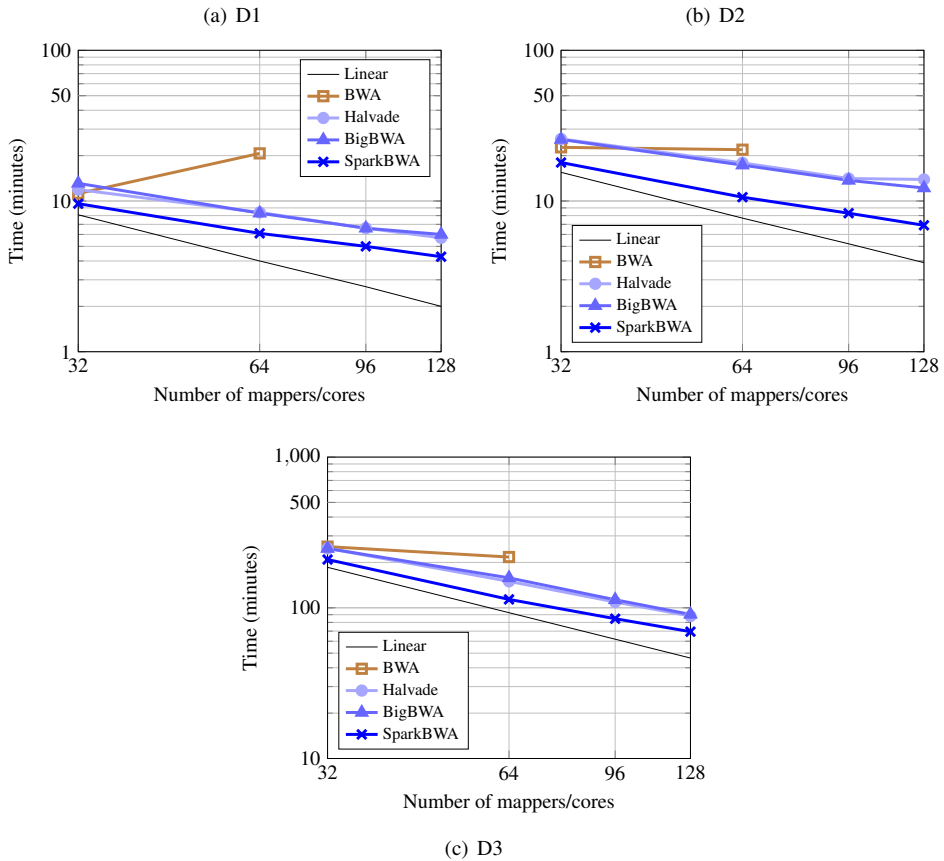 (a) D1
(b) D2
100
50
10
1
Time (minutes)
Linear
BWA
Halvade
BigBWA
SparkBWA
32
64
96
128
Number of mappers/cores
100
50
10
1
Time (minutes)
Linear
BWA
Halvade
BigBWA
SparkBWA
32
64
96
128
Number of mappers/cores
1,000
500
100
10
Time (minutes)
Linear
BWA
Halvade
BigBWA
SparkBWA
32
64
96
128
Number of mappers/cores
(c) D3